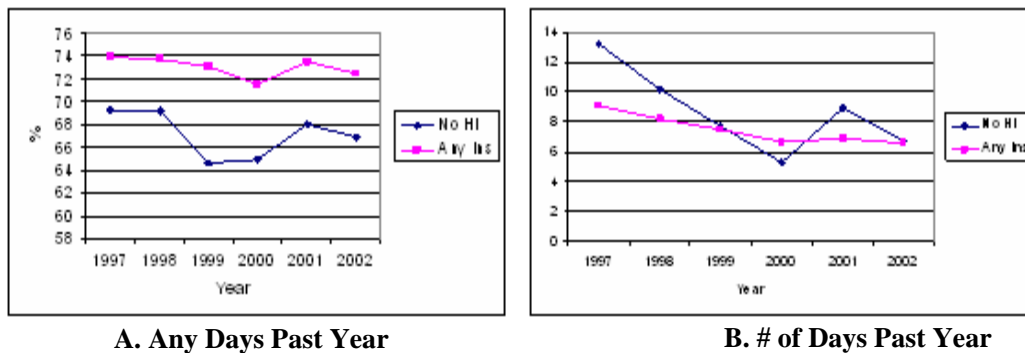 76
74
72
70
68
66
64
62
60
58
%
1997 1998 1999 2000 2001 2002
Year
No HI
Any Ins
A. Any Days Past Year
14
12
10
8
6
4
2
0
1997 1998 1999 2000 2001 2002
Year
No HI
Any Ins
B. # of Days Past Year